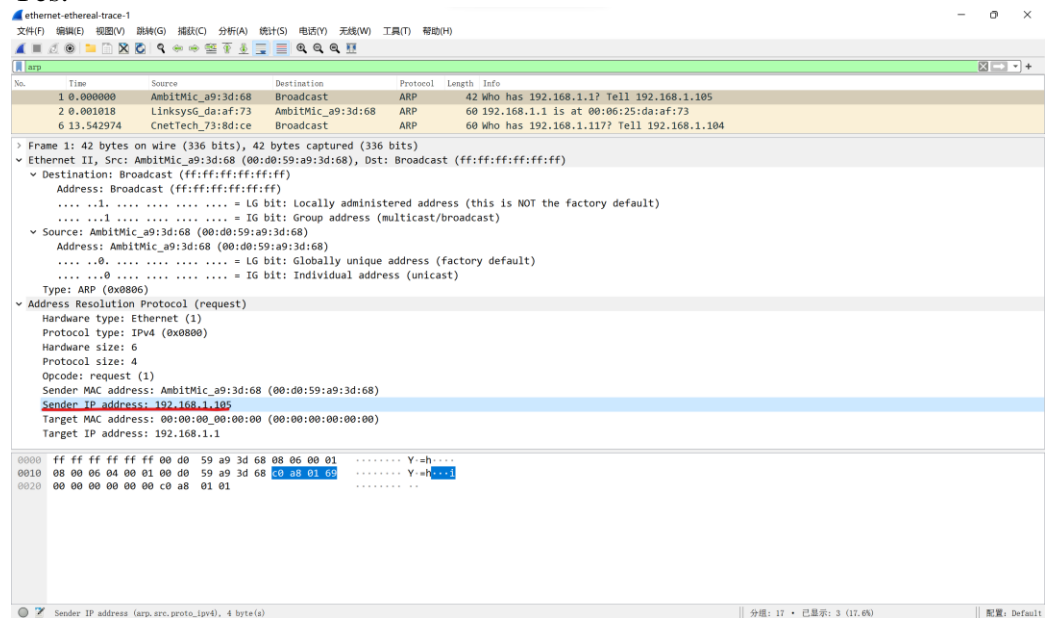 ethernet-ethereal-trace-1
文件(F) 编辑(E) 视图(V) 跳转(G) 捕获(C) 分析(A) 统计(S) 电话(Y) 无线(W) 工具(T) 帮助(H)
arp
No. Time Source Destination Protocol Length Info
1 0.000000 AmbitMic_a9:3d:68 Broadcast ARP 42 Who has 192.168.1.1? Tell 192.168.1.105
2 0.001018 LinksysG_da:af:73 AmbitMic_a9:3d:68 ARP 60 192.168.1.1 is at 00:06:25:da:af:73
6 13.542974 CnetTech_73:8d:ce Broadcast ARP 60 Who has 192.168.1.117? Tell 192.168.1.104
> Frame 1: 42 bytes on wire (336 bits), 42 bytes captured (336 bits)
Ethernet II, Src: AmbitMic_a9:3d:68 (00:d0:59:a9:3d:68), Dst: Broadcast (ff:ff:ff:ff:ff:ff)
Destination: Broadcast (ff:ff:ff:ff:ff:ff)
Address: Broadcast (ff:ff:ff:ff:ff:ff)
.... ..1. .... .... .... .... = LG bit: Locally administered address (this is NOT the factory default)
.... ...1 .... .... .... .... = IG bit: Group address (multicast/broadcast)
Source: AmbitMic_a9:3d:68 (00:d0:59:a9:3d:68)
Address: AmbitMic_a9:3d:68 (00:d0:59:a9:3d:68)
.... ..0. .... .... .... .... = LG bit: Globally unique address (factory default)
.... ...0 .... .... .... .... = IG bit: Individual address (unicast)
Type: ARP (0x0806)
Address Resolution Protocol (request)
Hardware type: Ethernet (1)
Protocol type: IPv4 (0x0800)
Hardware size: 6
Protocol size: 4
Opcode: request (1)
Sender MAC address: AmbitMic_a9:3d:68 (00:d0:59:a9:3d:68)
Sender IP address: 192.168.1.105
Target MAC address: 00:00:00_00:00:00 (00:00:00:00:00:00)
Target IP address: 192.168.1.1
0000 ff ff ff ff ff ff 00 d0 59 a9 3d 68 08 06 00 01 ········ Y·=h····
0010 08 00 06 04 00 01 00 d0 59 a9 3d 68 c0 a8 01 69 ········ Y·=h···i
0020 00 00 00 00 00 00 c0 a8 01 01 ········ ··
Sender IP address (arp.src.proto_ipv4), 4 byte(s) 分组: 17 · 已显示: 3 (17.6%) 配置: Default